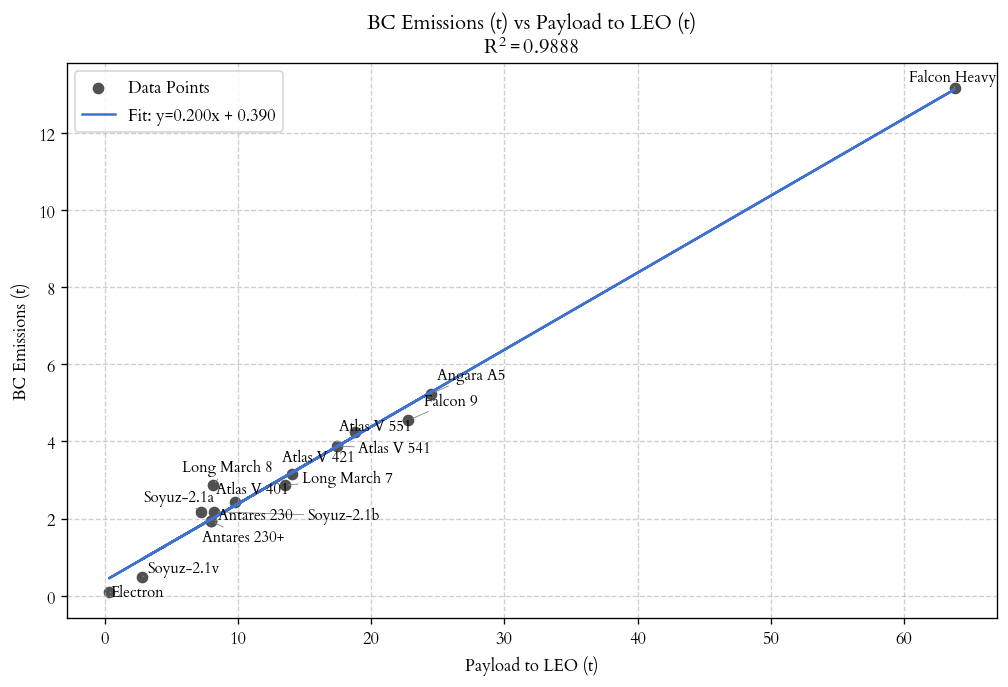 BC Emissions (t) vs Payload to LEO (t)
R² = 0.9888
Data Points
Fit: y=0.200x + 0.390
Falcon Heavy
12
10
8
6
4
2
0
BC Emissions (t)
Angara A5
Falcon 9
Atlas V 551
Atlas V 541
Atlas V 421
Long March 8
Long March 7
Atlas V 401
Soyuz-2.1a
Antares 230
Soyuz-2.1b
Antares 230+
Soyuz-2.1v
Electron
0 10 20 30 40 50 60
Payload to LEO (t)